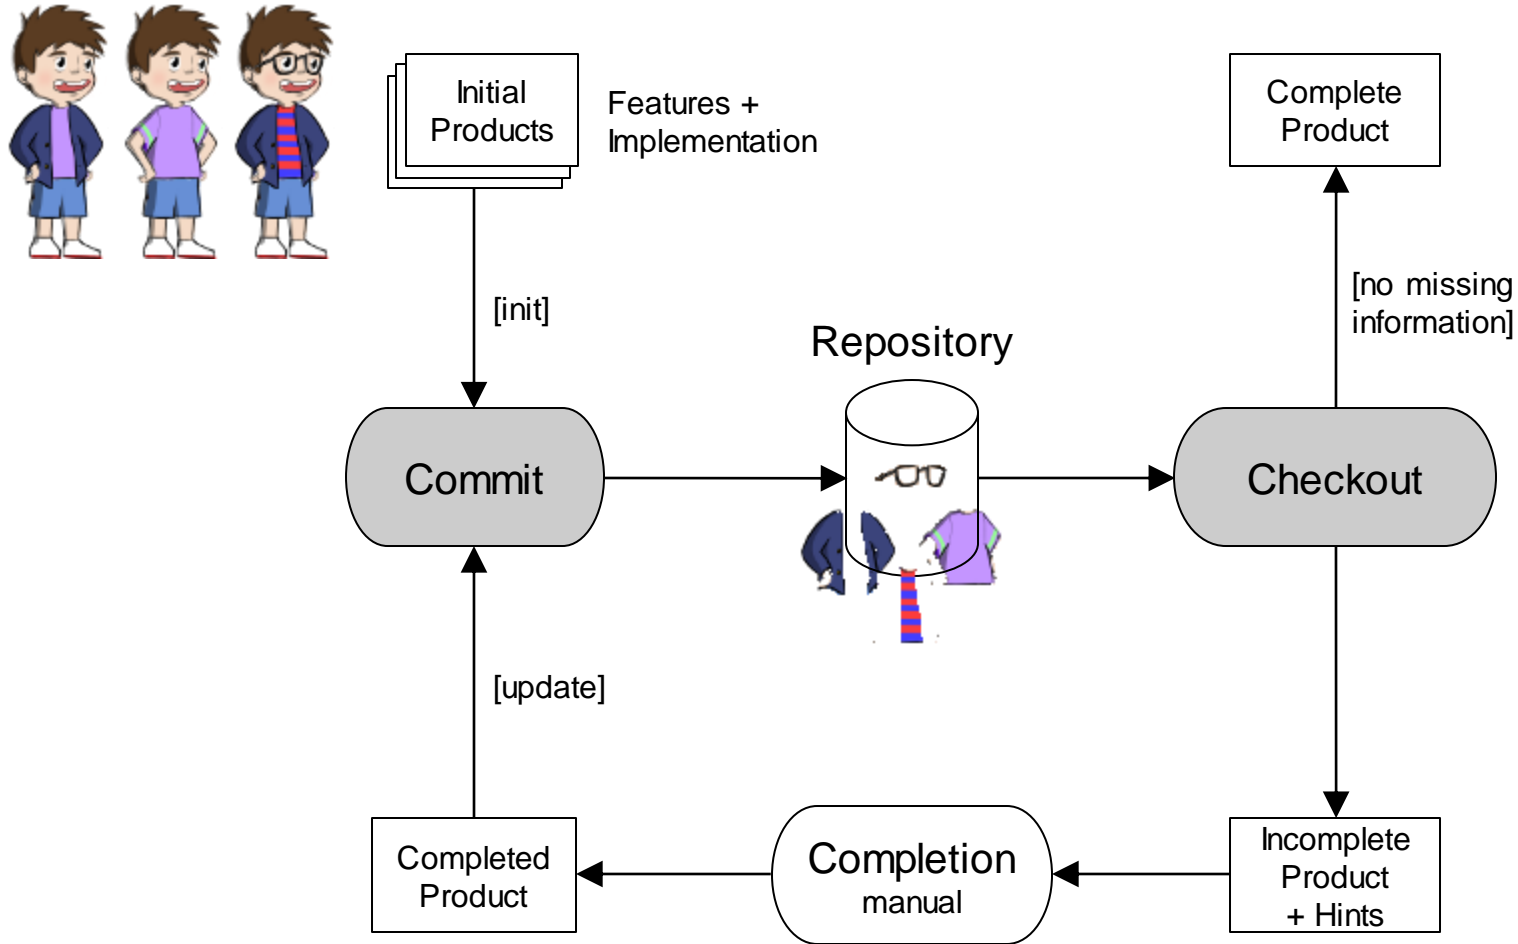 Initial
Products
Features +
Implementation
Complete
Product
[init]
[no missing
information]
Repository
Commit
Checkout
[update]
Completed
Product
Completion
manual
Incomplete
Product
+ Hints